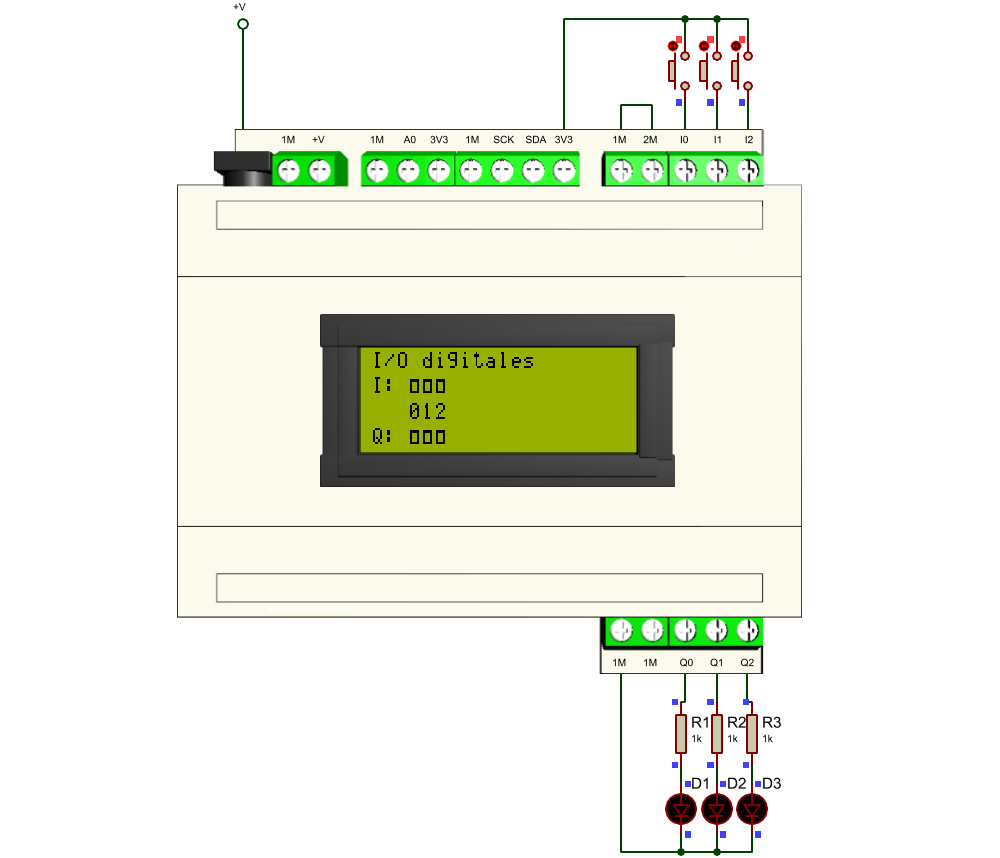 +V
1M +V 1M A0 3V3 1M SCK SDA 3V3 1M 2M I0 I1 I2
I/O digitales
I: □□□
012
Q: □□□
1M 1M Q0 Q1 Q2
R1 R2 R3
1k 1k 1k
D1 D2 D3